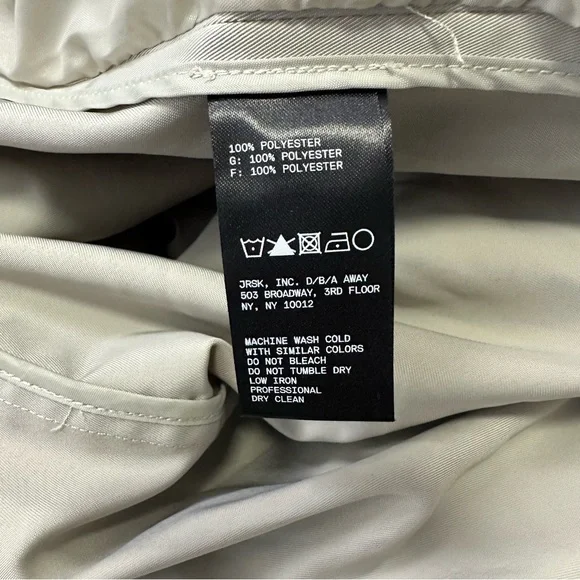 100% POLYESTER
G: 100% POLYESTER
F: 100% POLYESTER
JRSK, INC. D/B/A AWAY
503 BROADWAY, 3RD FLOOR
NY, NY 10012
MACHINE WASH COLD
WITH SIMILAR COLORS
DO NOT BLEACH
DO NOT TUMBLE DRY
LOW IRON
PROFESSIONAL
DRY CLEAN